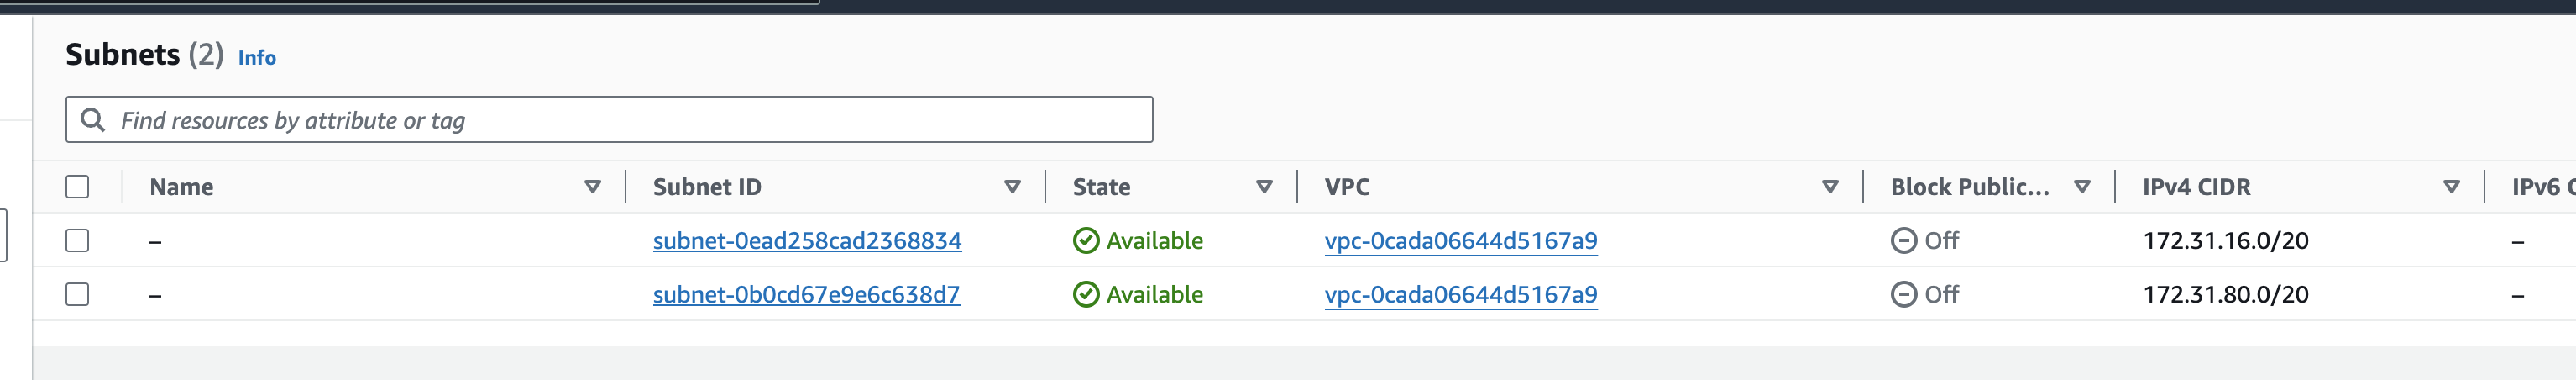 Subnets (2) Info
Find resources by attribute or tag
Name Subnet ID State VPC Block Public... IPv4 CIDR IPv6
– subnet-0ead258cad2368834 Available vpc-0cada06644d5167a9 Off 172.31.16.0/20 –
– subnet-0b0cd67e9e6c638d7 Available vpc-0cada06644d5167a9 Off 172.31.80.0/20 –